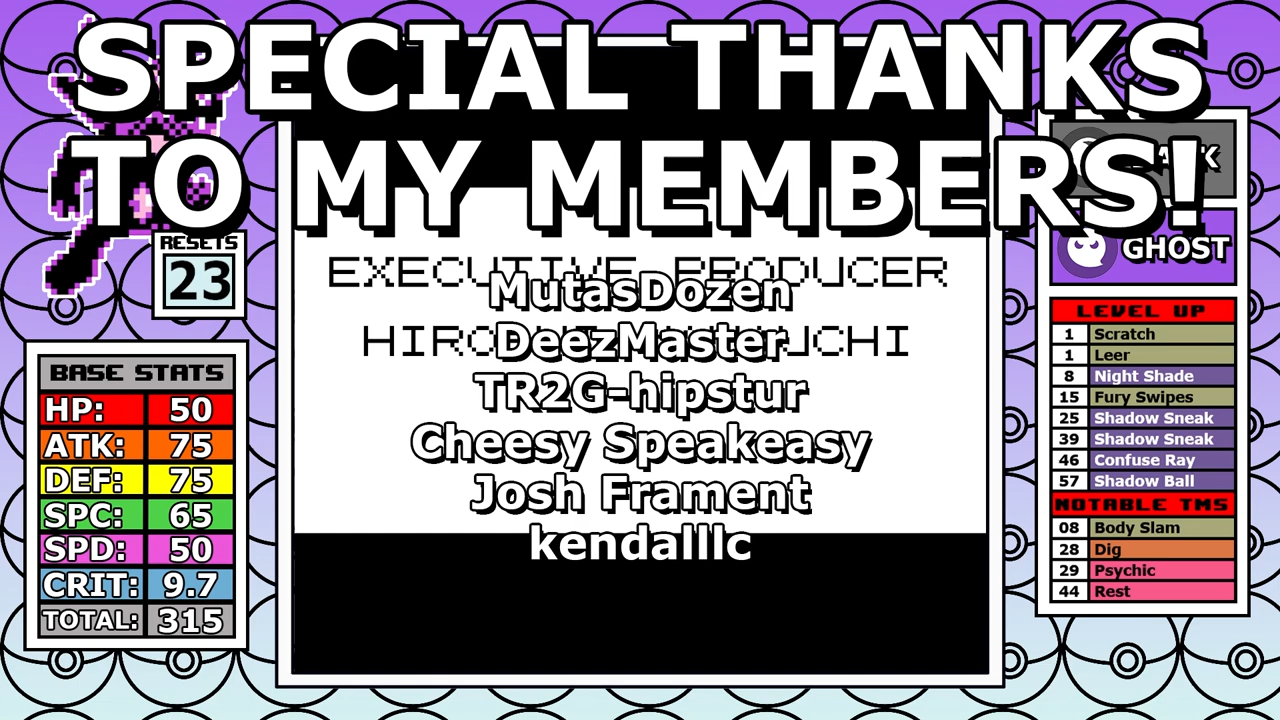 SPECIAL THANKS
TO MY MEMBERS!
EXECUTIVE PRODUCER
MutasDozen
DeezMaster
TR2G-hipstur
Cheesy Speakeasy
Josh Frament
kendalllc
RESETS
23
BASE STATS
HP: 50
ATK: 75
DEF: 75
SPC: 65
SPD: 50
CRIT: 9.7
TOTAL: 315
GHOST
LEVEL UP
1 Scratch
1 Leer
8 Night Shade
15 Fury Swipes
25 Shadow Sneak
39 Shadow Sneak
46 Confuse Ray
57 Shadow Ball
NOTABLE TMS
08 Body Slam
28 Dig
29 Psychic
44 Rest